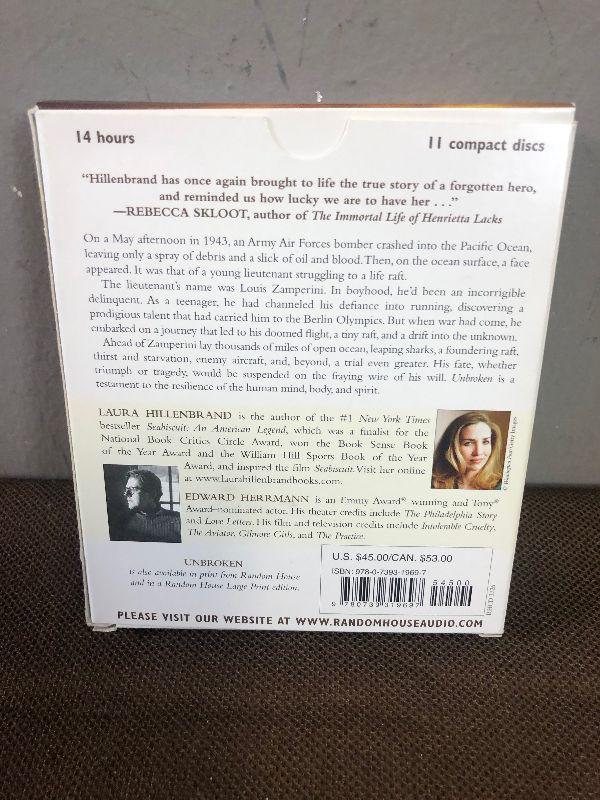 14 hours
11 compact discs
“Hillenbrand has once again brought to life the true story of a forgotten hero,
and reminded us how lucky we are to have her . . .”
—REBECCA SKLOOT, author of The Immortal Life of Henrietta Lacks
On a May afternoon in 1943, an Army Air Forces bomber crashed into the Pacific Ocean,
leaving only a spray of debris and a slick of oil and blood. Then, on the ocean surface, a face
appeared. It was that of a young lieutenant struggling to a life raft.
The lieutenant’s name was Louis Zamperini. In boyhood, he’d been an incorrigible
delinquent. As a teenager, he had channeled his defiance into running, discovering a
prodigious talent that had carried him to the Berlin Olympics. But when war had come, he
embarked on a journey that led to his doomed flight, a tiny raft, and a drift into the unknown.
Ahead of Zamperini lay thousands of miles of open ocean, leaping sharks, a foundering raft,
thirst and starvation, enemy aircraft, and, beyond, a trial even greater. His fate, whether
triumph or tragedy, would be suspended on the fraying wire of his will. Unbroken is a
testament to the resilience of the human mind, body, and spirit.
LAURA HILLENBRAND is the author of the #1 New York Times
bestseller Seabiscuit: An American Legend, which was a finalist for the
National Book Critics Circle Award, won the Book Sense Book
of the Year Award and the William Hill Sports Book of the Year
Award, and inspired the film Seabiscuit. Visit her online
at www.laurahillenbrandbooks.com.
EDWARD HERRMANN is an Emmy Award® winning and Tony®
Award–nominated actor. His theater credits include The Philadelphia Story
and Love Letters. His film and television credits include Intolerable Cruelty,
The Aviator, Gilmore Girls, and The Practice.
UNBROKEN
is also available in print from Random House
and in a Random House Large Print edition.
U.S. $45.00/CAN. $53.00
ISBN: 978-0-7393-1969-7
54500
9 780739 319697
PLEASE VISIT OUR WEBSITE AT WWW.RANDOMHOUSEAUDIO.COM